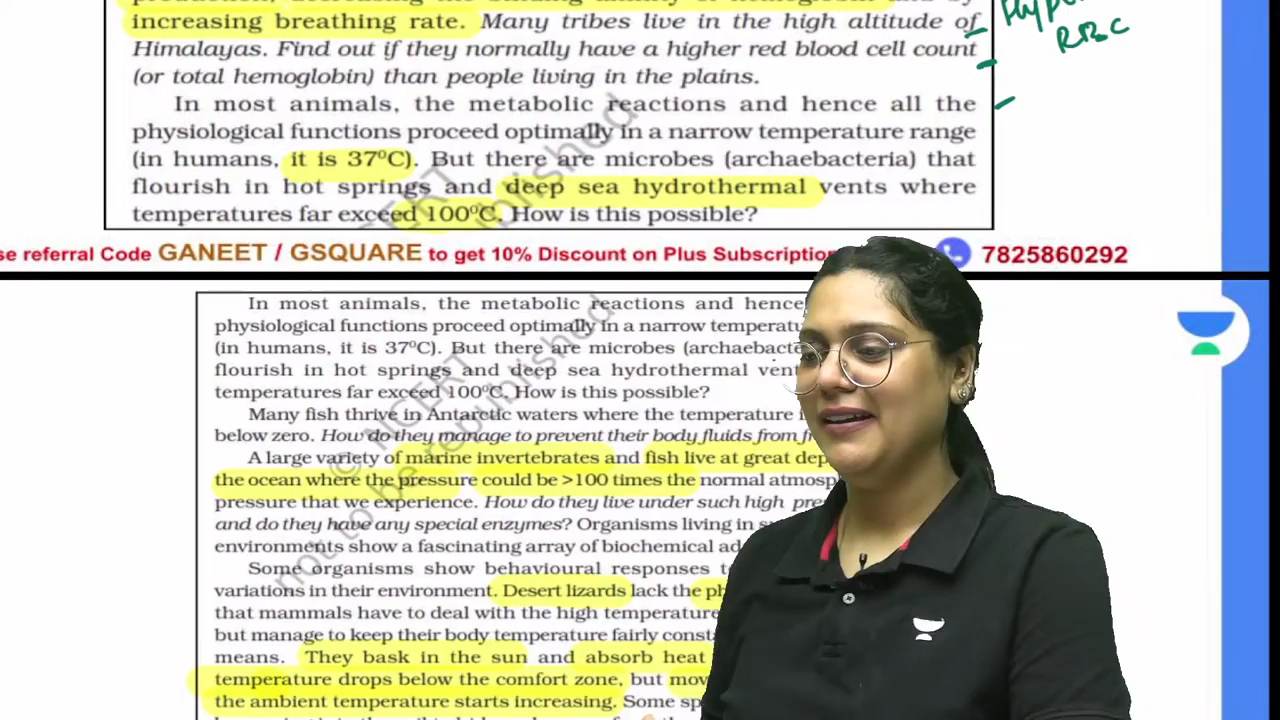 increasing breathing rate. Many tribes live in the high altitude of
Himalayas. Find out if they normally have a higher red blood cell count
(or total hemoglobin) than people living in the plains.
RBC
In most animals, the metabolic reactions and hence all the
physiological functions proceed optimally in a narrow temperature range
(in humans, it is 37⁰C). But there are microbes (archaebacteria) that
flourish in hot springs and deep sea hydrothermal vents where
temperatures far exceed 100⁰C. How is this possible?
se referral Code GANEET / GSQUARE to get 10% Discount on Plus Subscription
7825860292
In most animals, the metabolic reactions and hence
physiological functions proceed optimally in a narrow temperatu
(in humans, it is 37⁰C). But there are microbes (archaebacte
flourish in hot springs and deep sea hydrothermal vent
temperatures far exceed 100⁰C. How is this possible?
Many fish thrive in Antarctic waters where the temperature
below zero. How do they manage to prevent their body fluids from fr
A large variety of marine invertebrates and fish live at great dep
the ocean where the pressure could be >100 times the normal atmosp
pressure that we experience. How do they live under such high pre
and do they have any special enzymes? Organisms living in
environments show a fascinating array of biochemical ad
Some organisms show behavioural responses t
variations in their environment. Desert lizards lack the ph
that mammals have to deal with the high temperature
but manage to keep their body temperature fairly consta
means. They bask in the sun and absorb heat
temperature drops below the comfort zone, but mov
the ambient temperature starts increasing. Some sp
© NCERT
not to be republished